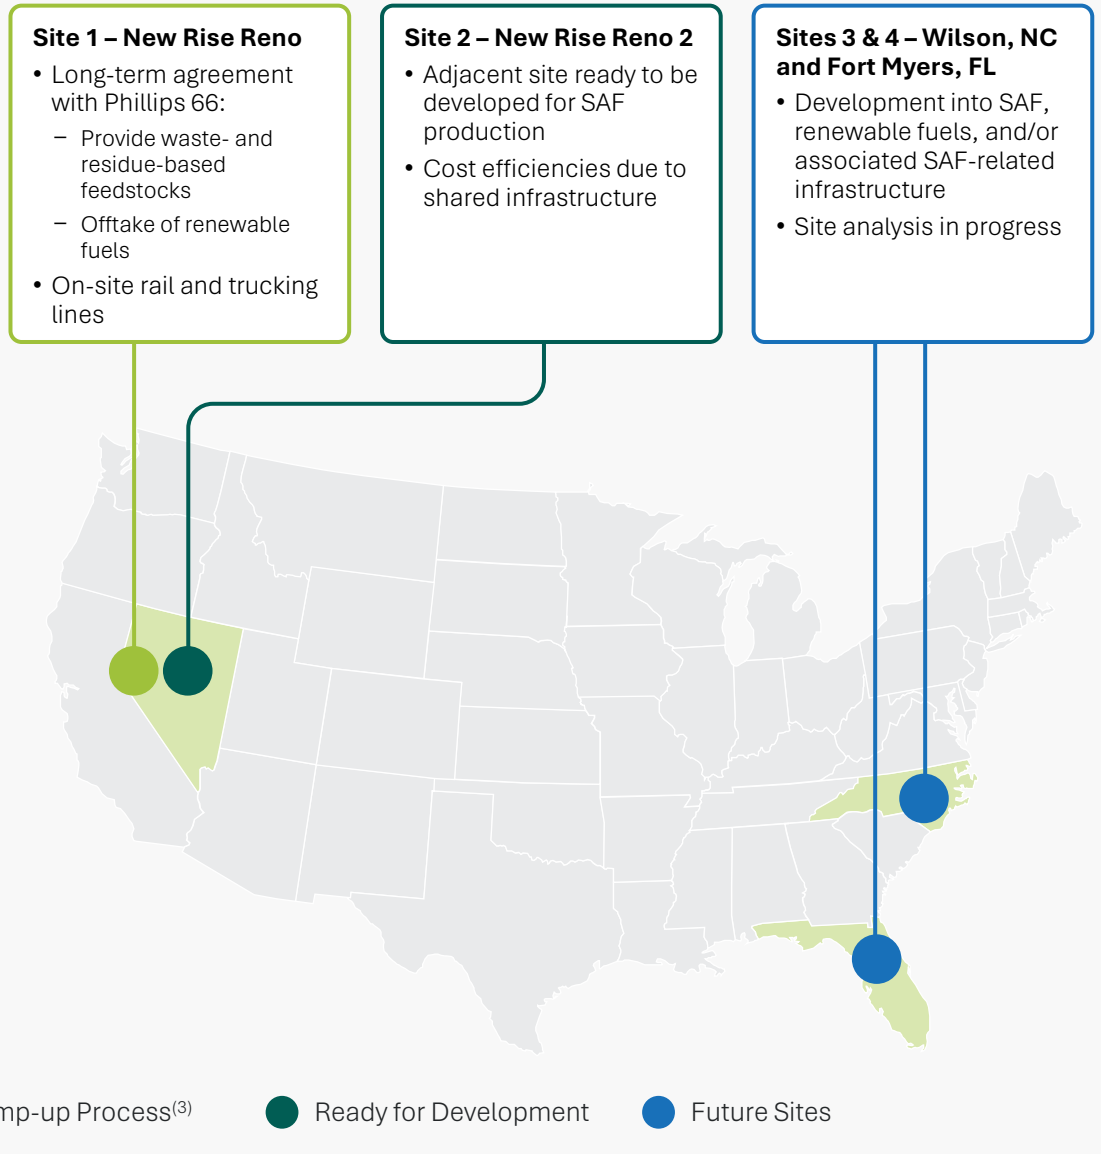 Site 1 – New Rise Reno
• Long-term agreement
with Phillips 66:
– Provide waste- and
residue-based
feedstocks
– Offtake of renewable
fuels
• On-site rail and trucking
lines
Site 2 – New Rise Reno 2
• Adjacent site ready to be
developed for SAF
production
• Cost efficiencies due to
shared infrastructure
Sites 3 & 4 – Wilson, NC
and Fort Myers, FL
• Development into SAF,
renewable fuels, and/or
associated SAF-related
infrastructure
• Site analysis in progress
mp-up Process(3)
Ready for Development
Future Sites